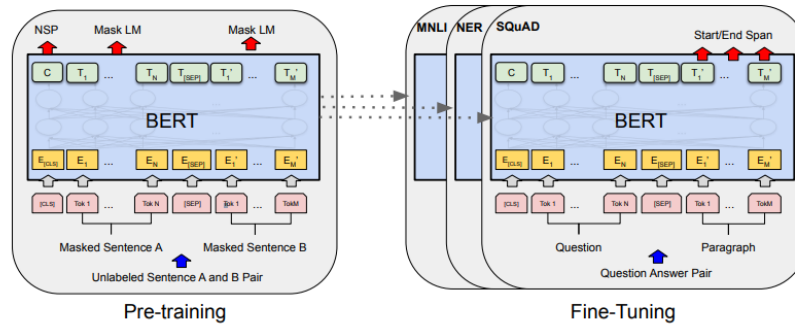 NSP Mask LM Mask LM
C T1 ... TN T[SEP] T1' ... TM'
BERT
E[CLS] E1 ... EN E[SEP] E1' ... EM'
[CLS] Tok 1 ... Tok N [SEP] Tok 1 ... TokM
Masked Sentence A Masked Sentence B
Unlabeled Sentence A and B Pair
Pre-training
MNLI NER SQuAD
Start/End Span
C T1 ... TN T[SEP] T1' ... TM'
BERT
E[CLS] E1 ... EN E[SEP] E1' ... EM'
[CLS] Tok 1 ... Tok N [SEP] Tok 1 ... TokM
Question Paragraph
Question Answer Pair
Fine-Tuning